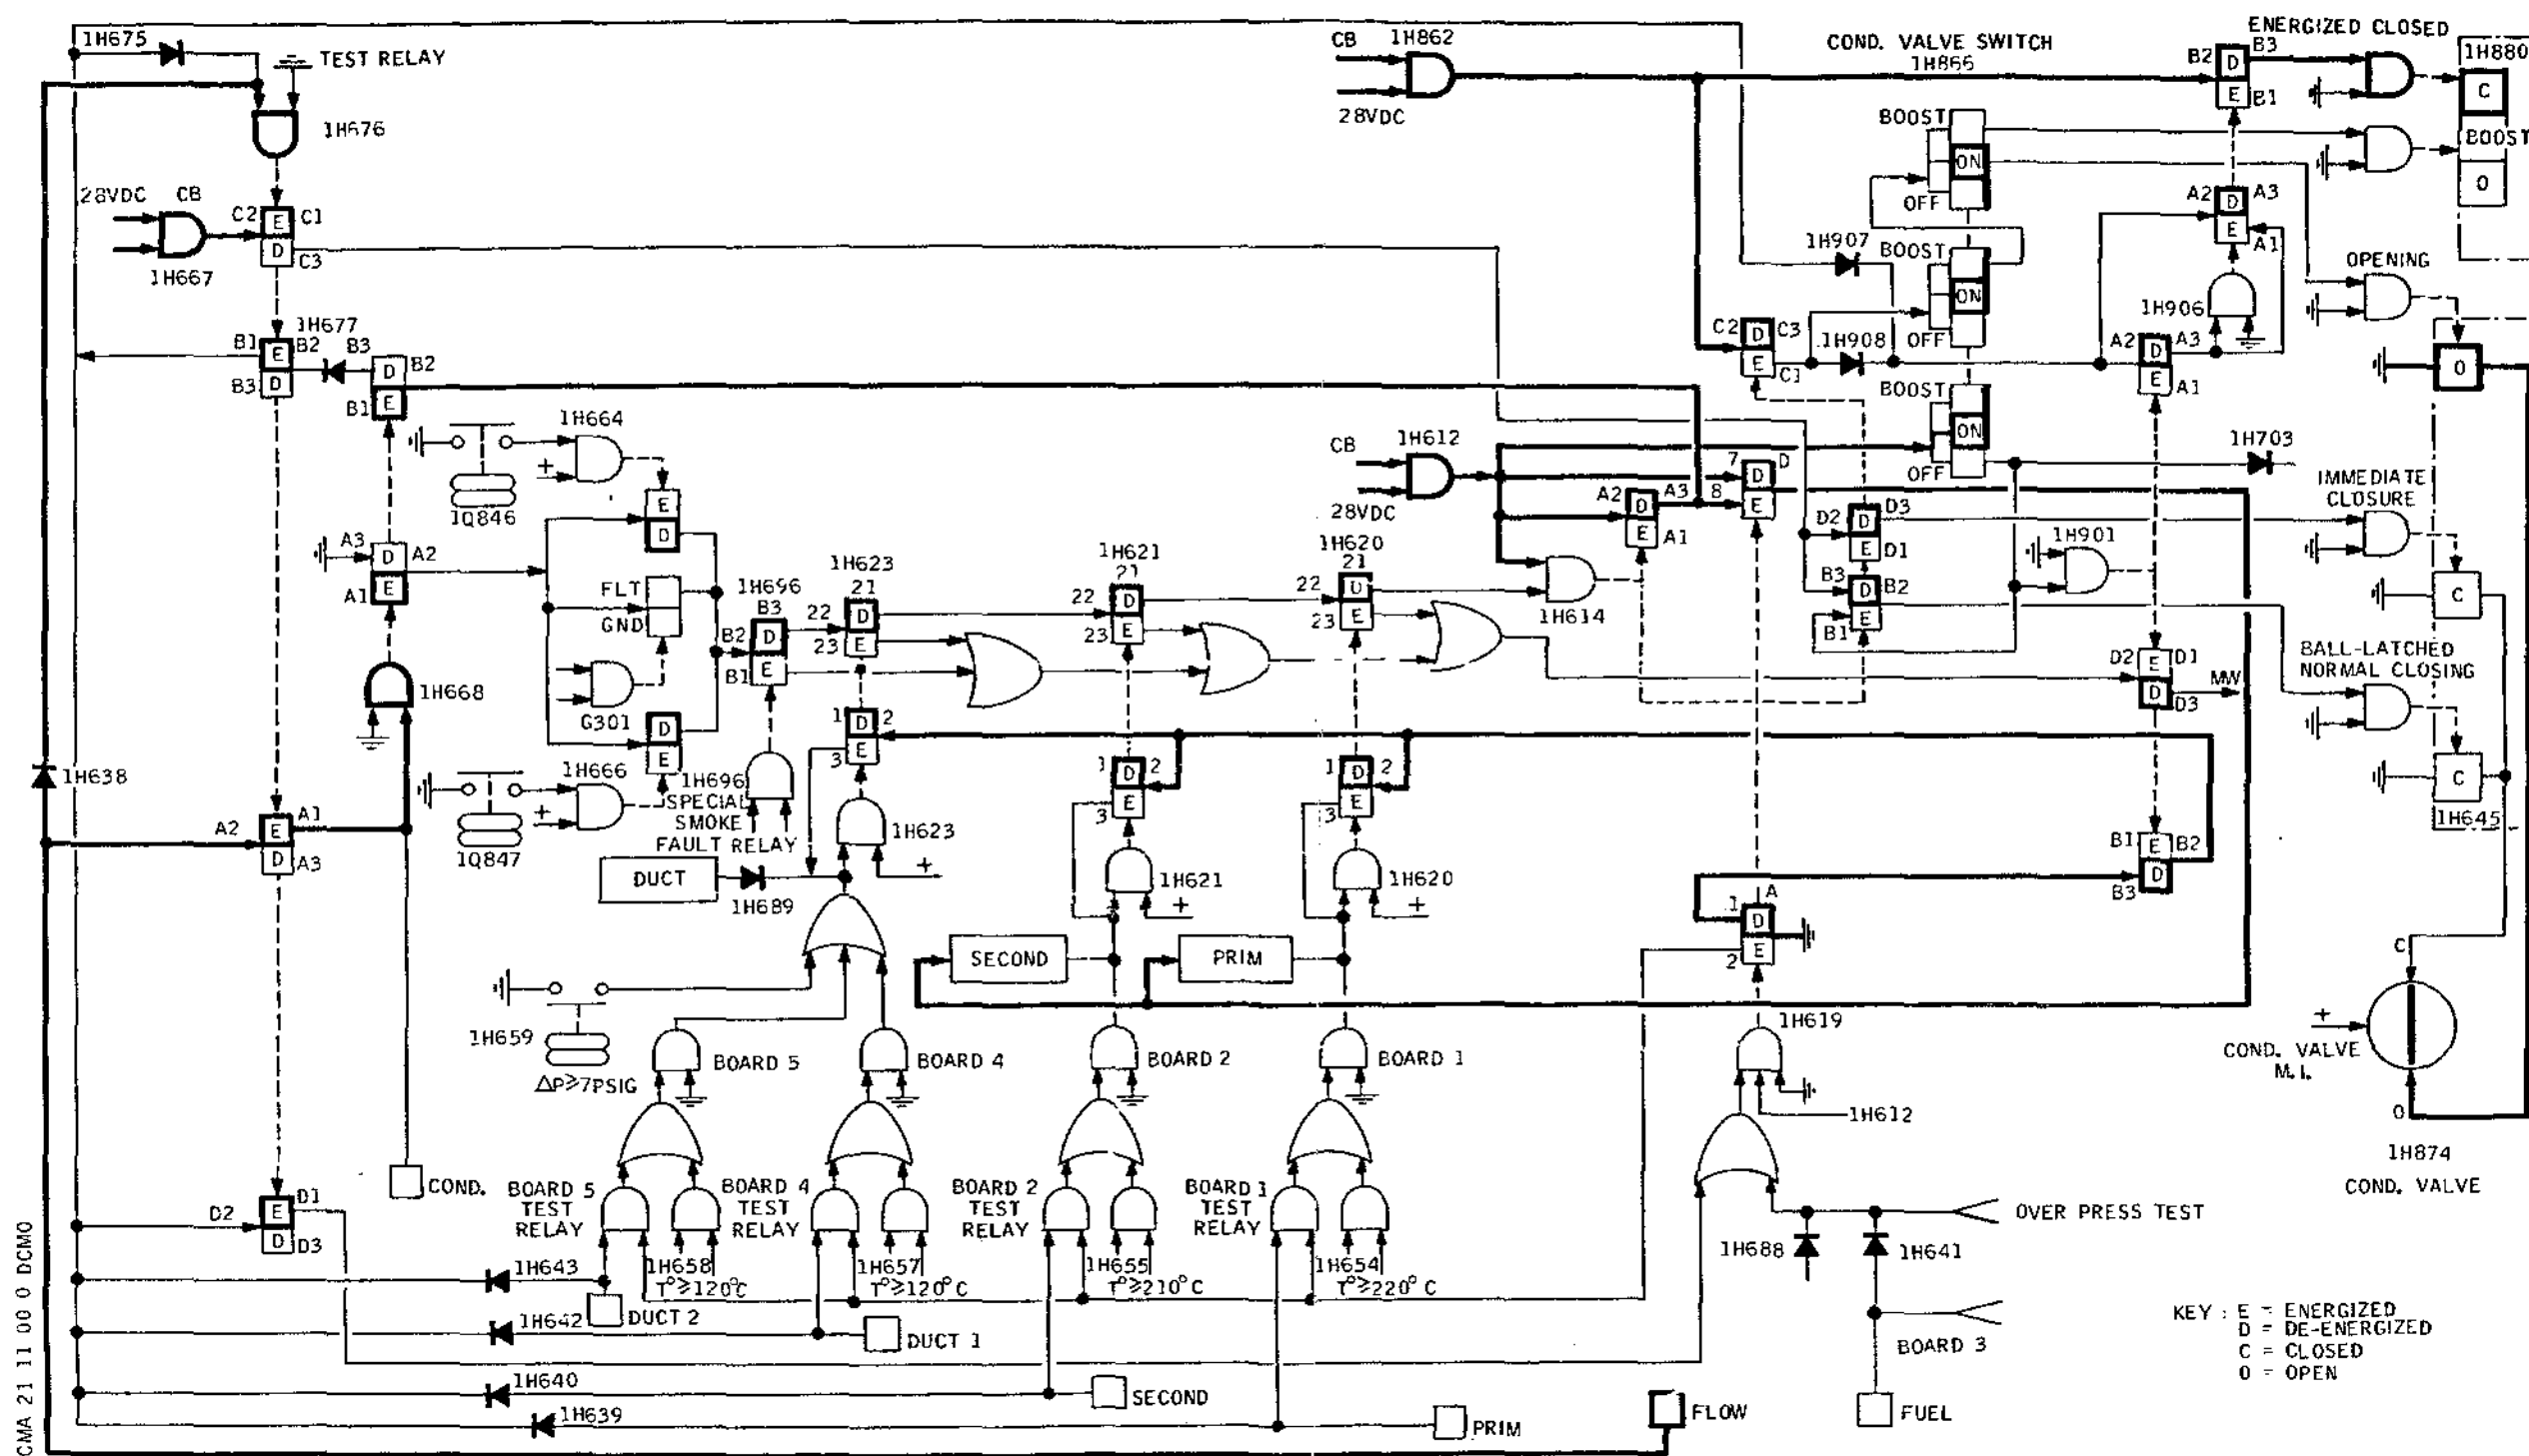 1H675
TEST RELAY
1H676
28VDC CB
C2 E C1
D C3
1H667
1H677
B1 E B2 B3
B3 D
D B2
B1 E
A3 D A2
A1 E
1H668
1H638
A2 E A1
D A3
COND.
D2 E D1
D D3
1H664
1Q846
E
D
FLT
GND
G301
D
E
1H666
1Q847
1H696
B3
B2 D
B1 E
1H696
SPECIAL
SMOKE
FAULT RELAY
1H623
21
22 D
23 E
1 D 2
3 E
1H623
+
DUCT
1H689
1H621
21
22 D
23 E
1 D 2
3 E
1H621
+
1H620
21
22 D
23 E
1 D 2
3 E
1H620
+
SECOND
PRIM
1H659
ΔP≥7PSIG
BOARD 5
BOARD 4
BOARD 2
BOARD 1
BOARD 5
TEST
RELAY
BOARD 4
TEST
RELAY
BOARD 2
TEST
RELAY
BOARD 1
TEST
RELAY
1H658
T°≥120°C
1H657
T°≥120°C
1H655
T°≥210°C
1H654
T°≥220°C
1H643
DUCT 2
1H642
DUCT 1
1H640
SECOND
1H639
PRIM
FLOW
FUEL
CB 1H862
28VDC
COND. VALVE SWITCH
1H866
BOOST
ON
OFF
BOOST
ON
OFF
BOOST
ON
OFF
1H907
C2 D C3
E C1
1H908
CB 1H612
28VDC
A2 D A3
E A1
1H614
7 D D
8 E
D2 D D3
E D1
B3 D B2
B1 E
1H901
1H703
ENERGIZED CLOSED
B2 D B3
E B1
A2 D A3
E A1
1H906
A2 D A3
E A1
1H880
C
BOOST
O
OPENING
O
IMMEDIATE
CLOSURE
C
BALL-LATCHED
NORMAL CLOSING
C
1H645
D2 E D1
D D3
MW
B1 E B2
B3 D
1 D A
2 E
1H619
1H612
OVER PRESS TEST
1H688
1H641
BOARD 3
C
+
COND. VALVE
M.I.
O
1H874
COND. VALVE
KEY : E = ENERGIZED
D = DE-ENERGIZED
C = CLOSED
O = OPEN
CMA 21 11 00 0 DCM0